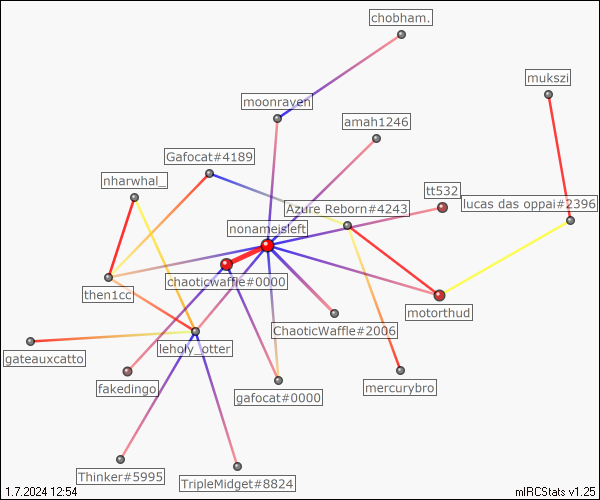 chobham.
mukszi
moonraven
amah1246
Gafocat#4189
nharwhal_
tt532
lucas das oppai#2396
Azure Reborn#4243
nonameisleft
chaoticwaffle#0000
then1cc
motorthud
ChaoticWaffle#2006
leholy_otter
gateauxcatto
fakedingo
gafocat#0000
mercurybro
Thinker#5995
TripleMidget#8824
1.7.2024 12:54
mIRCStats v1.25